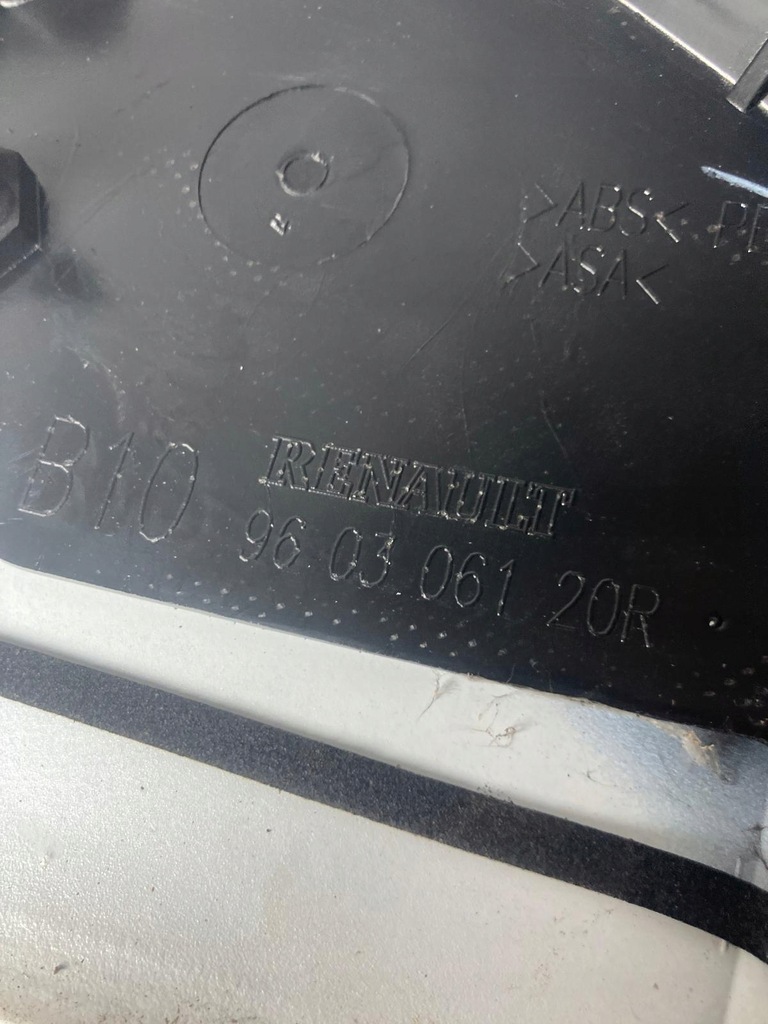 >ABS<
>ASA<
B10
RENAULT
96 03 061 20R